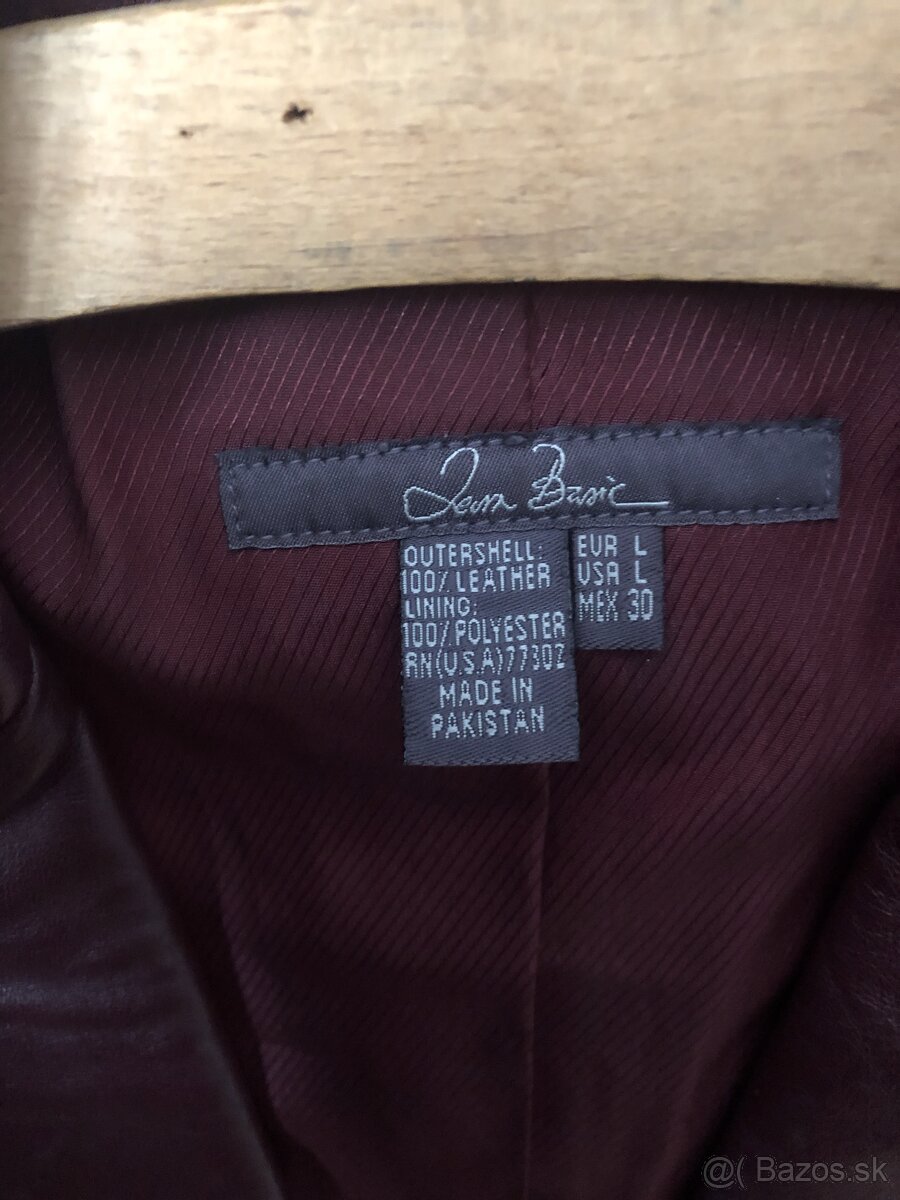 Zara Basic
OUTERSHELL:
100% LEATHER
LINING:
100% POLYESTER
RN(U.S.A)77302
MADE IN
PAKISTAN
EUR L
USA L
MEX 30
@( Bazos.sk